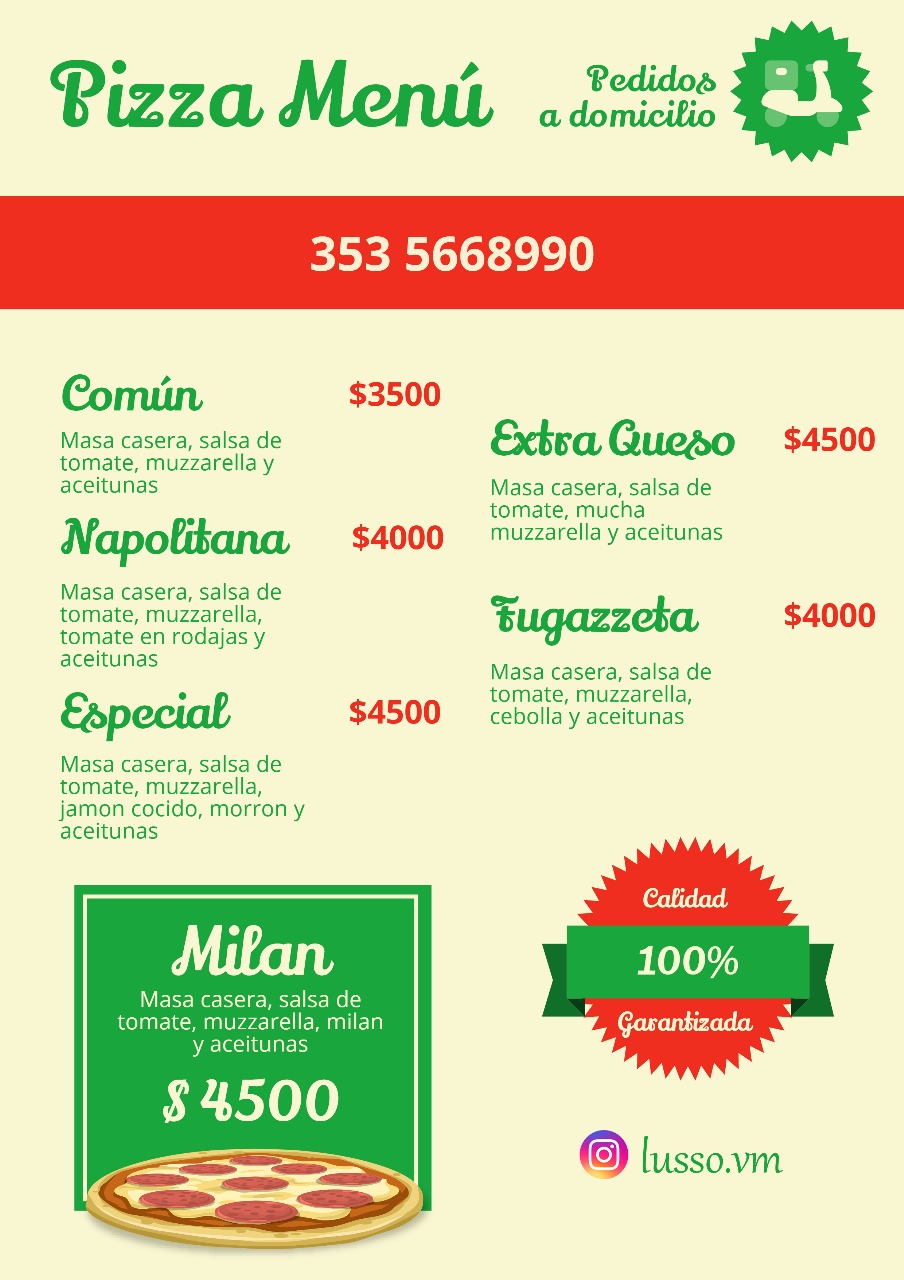 Pizza Menú
Pedidos
a domicilio
353 5668990
Común $3500
Masa casera, salsa de
tomate, muzzarella y
aceitunas
Napolitana $4000
Masa casera, salsa de
tomate, muzzarella,
tomate en rodajas y
aceitunas
Especial $4500
Masa casera, salsa de
tomate, muzzarella,
jamon cocido, morron y
aceitunas
Extra Queso $4500
Masa casera, salsa de
tomate, mucha
muzzarella y aceitunas
Fugazzeta $4000
Masa casera, salsa de
tomate, muzzarella,
cebolla y aceitunas
Milan
Masa casera, salsa de
tomate, muzzarella, milan
y aceitunas
$ 4500
Calidad
100%
Garantizada
lusso.vm